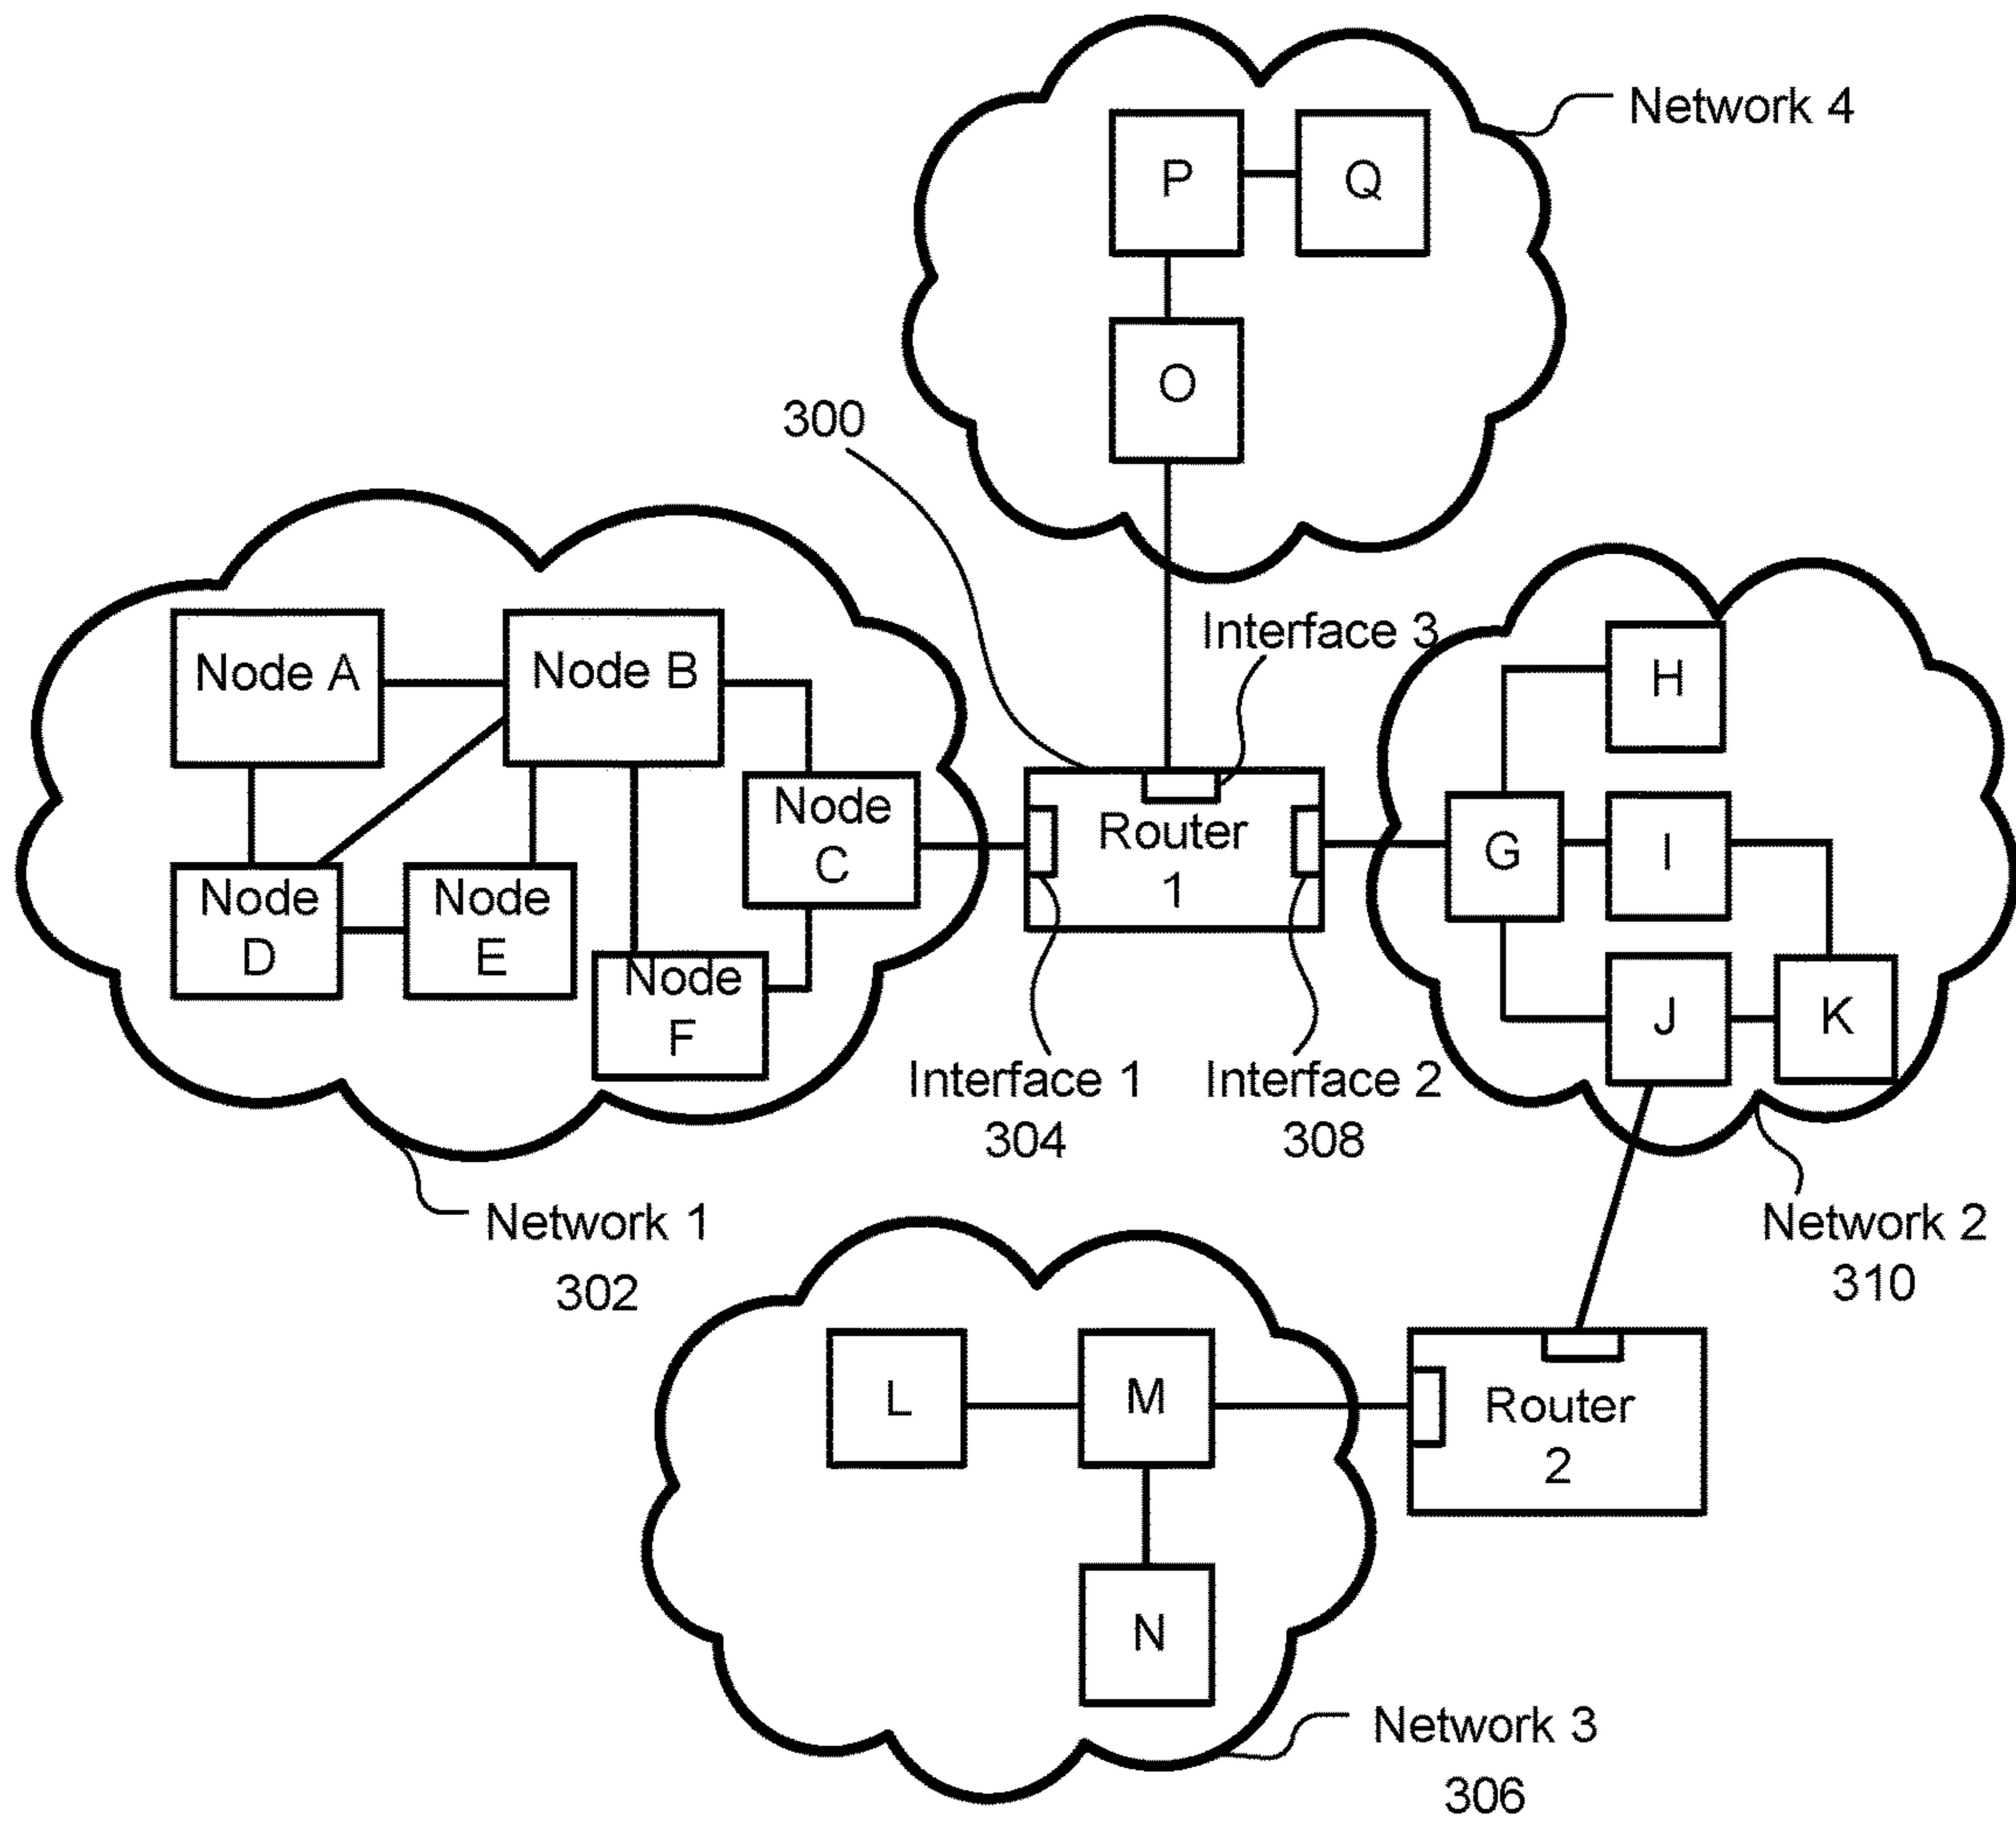 Network 4
P
Q
O
300
Interface 3
Node A
Node B
H
Node
C
Router
1
G
I
Node
D
Node
E
Node
F
J
K
Interface 1
304
Interface 2
308
Network 1
302
Network 2
310
L
M
Router
2
N
Network 3
306